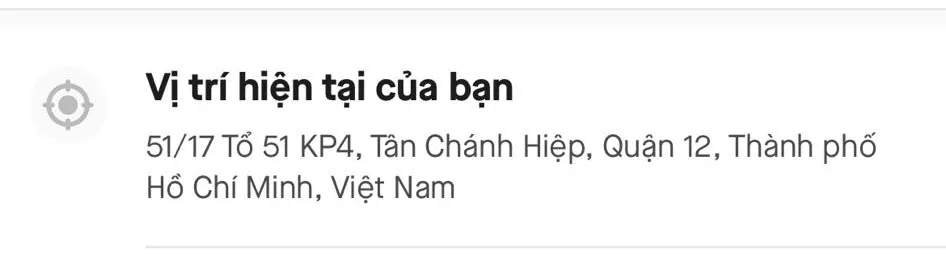 Vị trí hiện tại của bạn
51/17 Tổ 51 KP4, Tân Chánh Hiệp, Quận 12, Thành phố
Hồ Chí Minh, Việt Nam